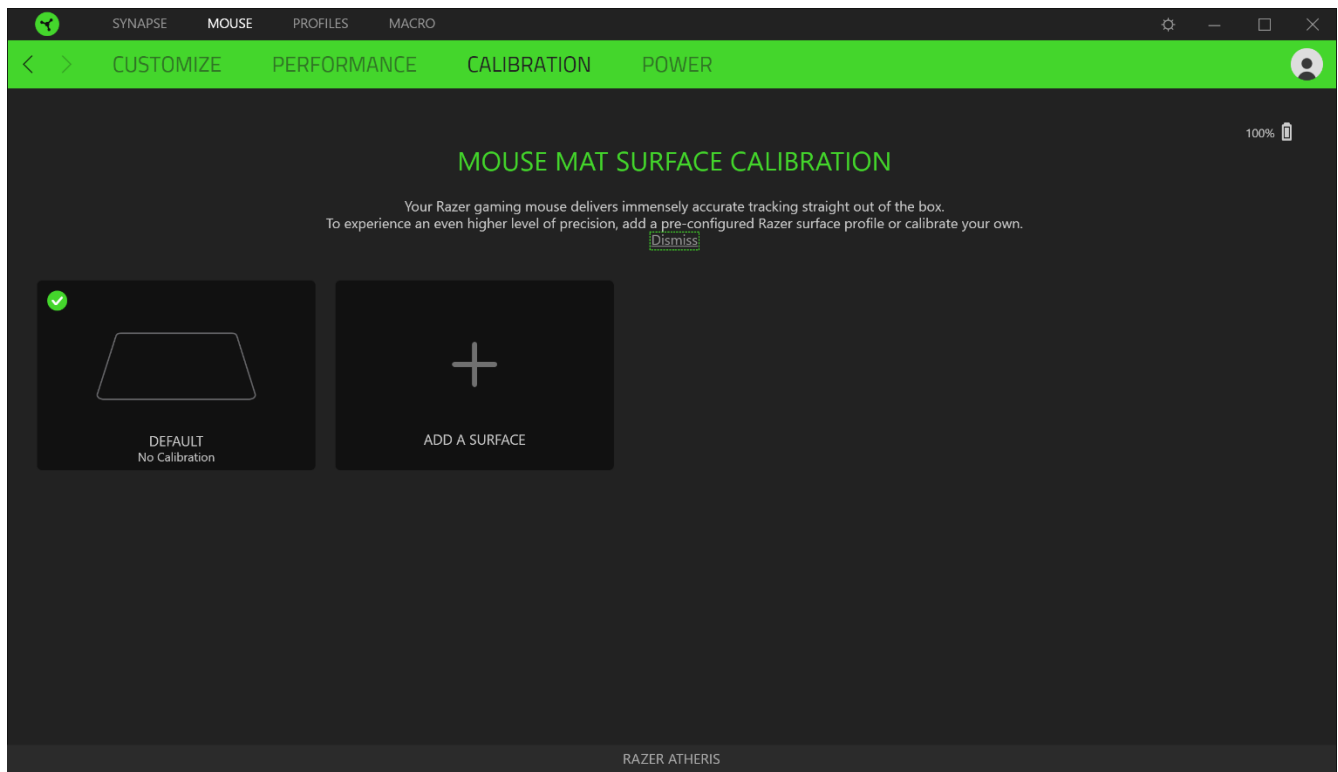 SYNAPSE MOUSE PROFILES MACRO
CUSTOMIZE PERFORMANCE CALIBRATION POWER
100%
MOUSE MAT SURFACE CALIBRATION
Your Razer gaming mouse delivers immensely accurate tracking straight out of the box.
To experience an even higher level of precision, add a pre-configured Razer surface profile or calibrate your own.
Dismiss
DEFAULT
No Calibration
ADD A SURFACE
RAZER ATHERIS